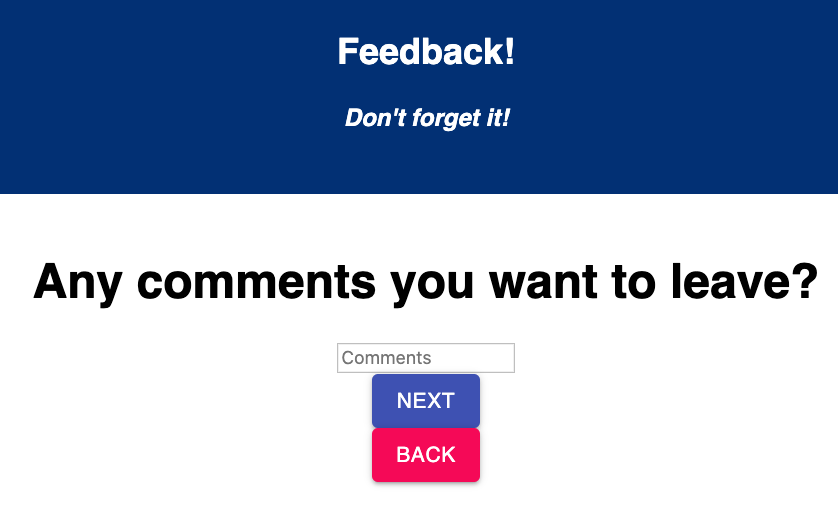 Feedback!
Don't forget it!
Any comments you want to leave?
Comments
NEXT
BACK